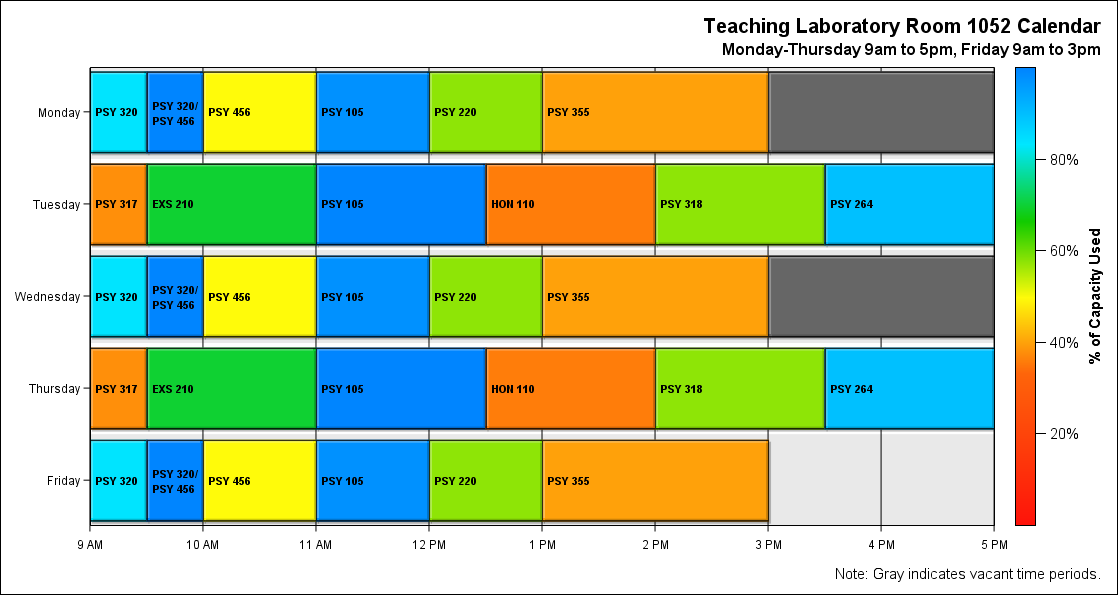 Teaching Laboratory Room 1052 Calendar
Monday-Thursday 9am to 5pm, Friday 9am to 3pm
Monday
PSY 320
PSY 320/
PSY 456
PSY 456
PSY 105
PSY 220
PSY 355
Tuesday
PSY 317
EXS 210
PSY 105
HON 110
PSY 318
PSY 264
Wednesday
PSY 320
PSY 320/
PSY 456
PSY 456
PSY 105
PSY 220
PSY 355
Thursday
PSY 317
EXS 210
PSY 105
HON 110
PSY 318
PSY 264
Friday
PSY 320
PSY 320/
PSY 456
PSY 456
PSY 105
PSY 220
PSY 355
9 AM
10 AM
11 AM
12 PM
1 PM
2 PM
3 PM
4 PM
5 PM
80%
60%
40%
20%
% of Capacity Used
Note: Gray indicates vacant time periods.